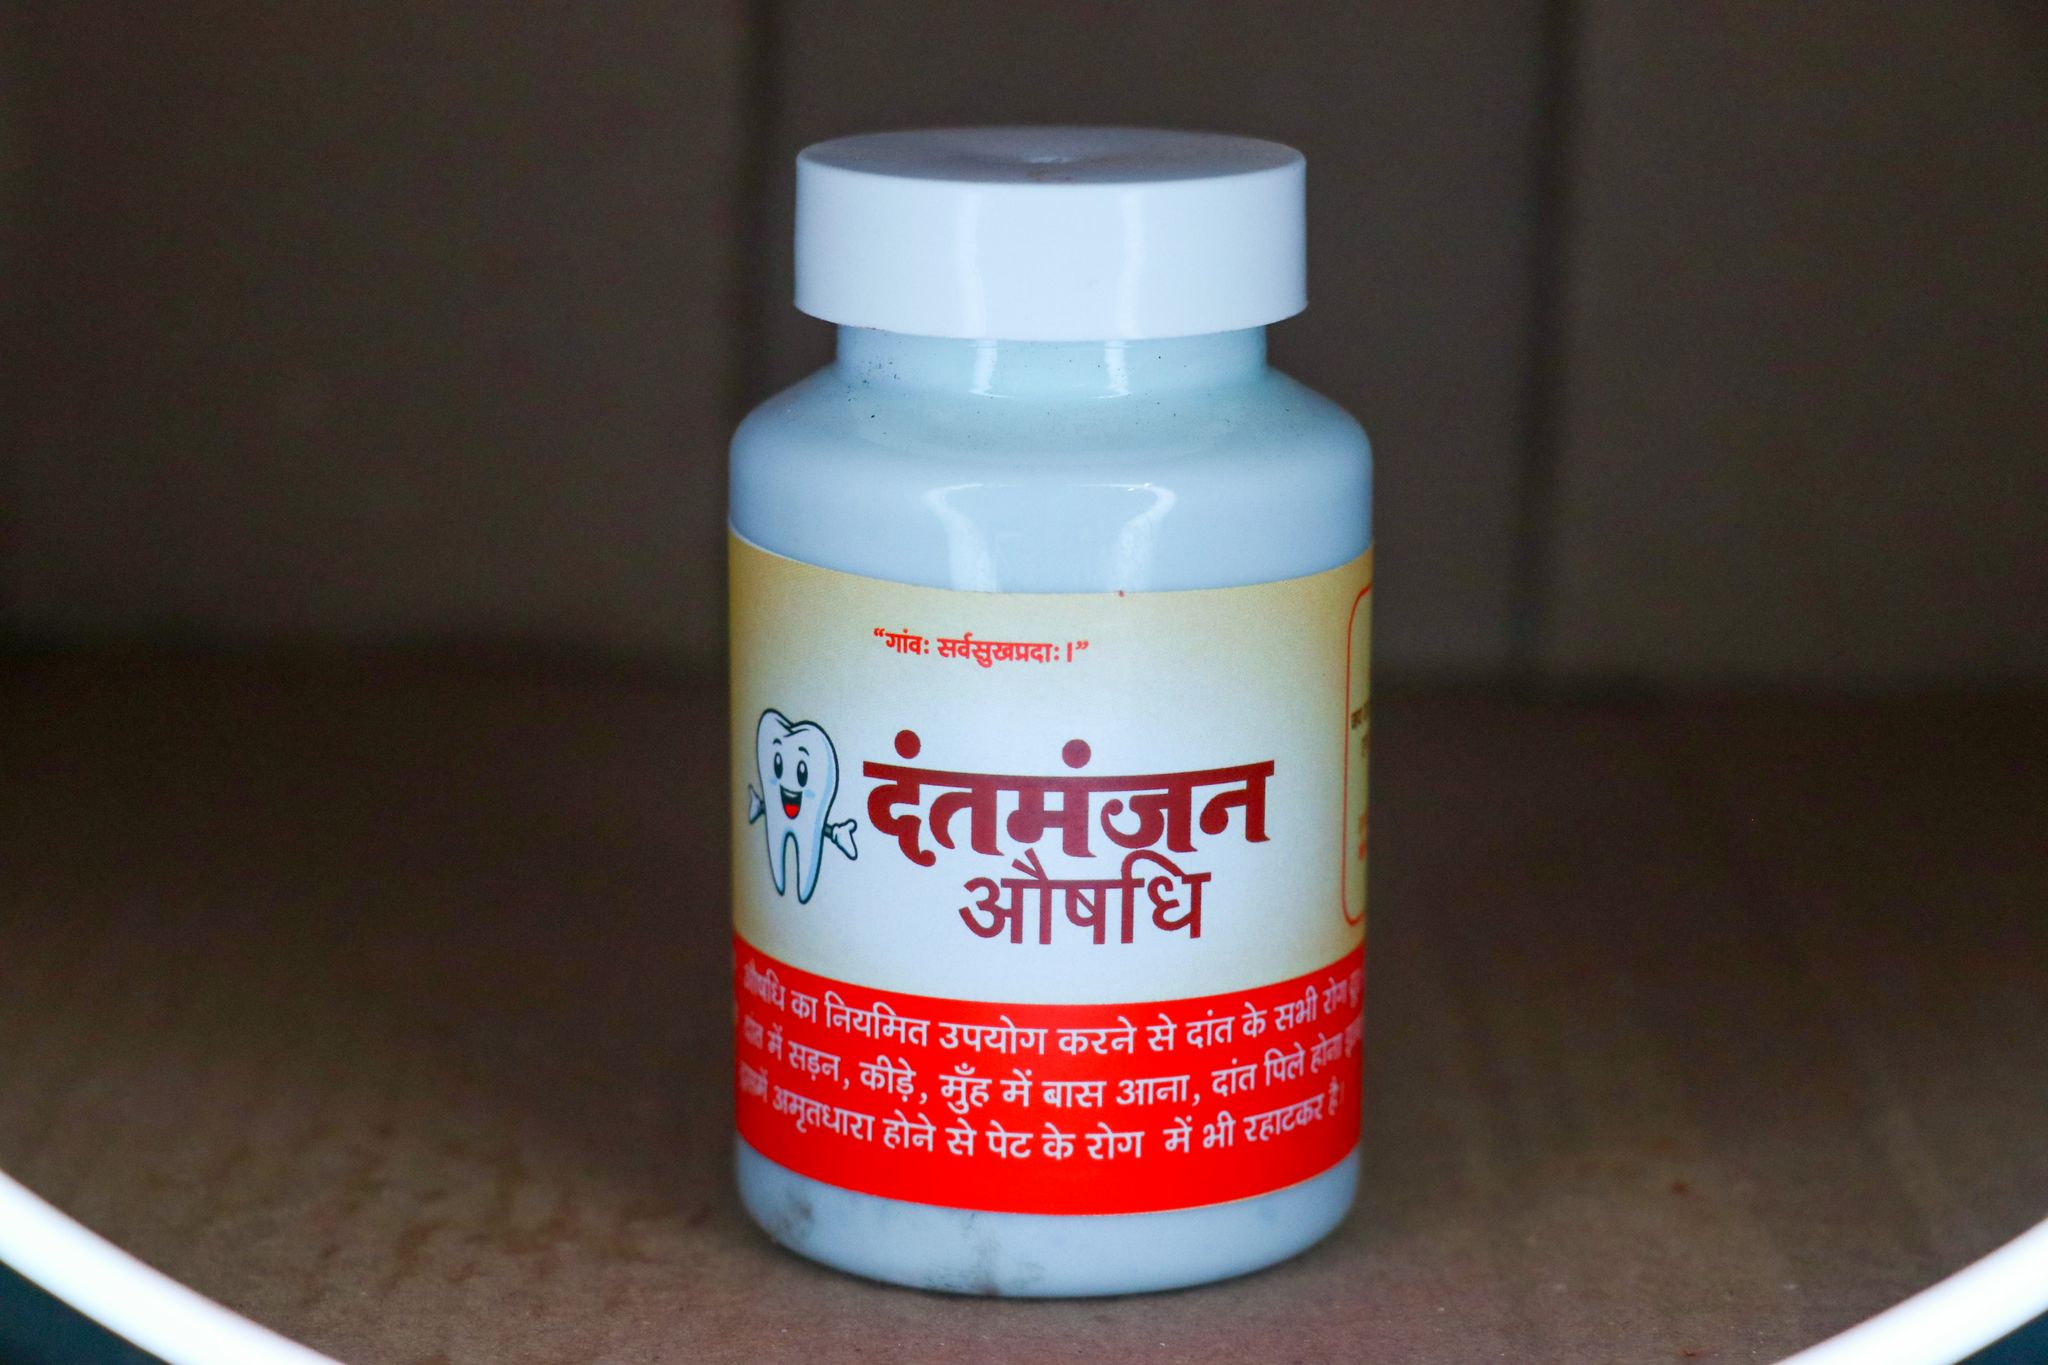 “गांवः सर्वसुखप्रदाः।”
दंतमंजन
औषधि
औषधि का नियमित उपयोग करने से दांत के सभी रोग
में सड़न, कीड़े, मुँह में बास आना, दांत पिले होना
अमृतधारा होने से पेट के रोग में भी रहाटकर है।